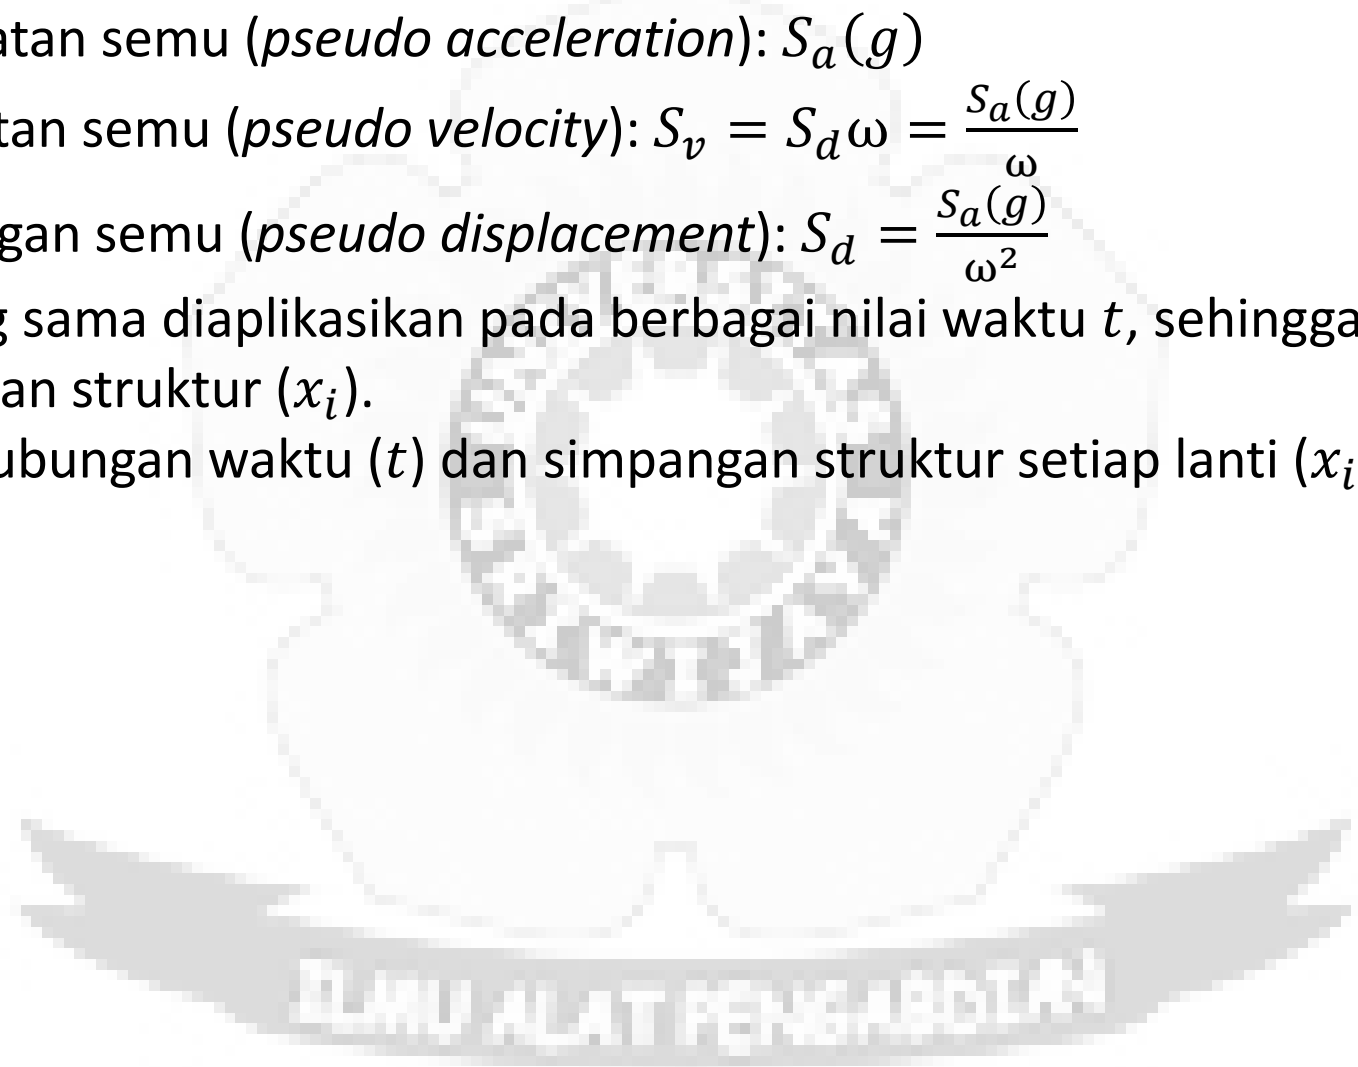 atan semu (pseudo acceleration): Sₐ(g)
tan semu (pseudo velocity): Sᵥ = S_d ω = Sₐ(g)/ω
gan semu (pseudo displacement): S_d = Sₐ(g)/ω²
g sama diaplikasikan pada berbagai nilai waktu t, sehingga
an struktur (xᵢ).
ubungan waktu (t) dan simpangan struktur setiap lanti (xᵢ
ILMU ALAT PENGABDIAN